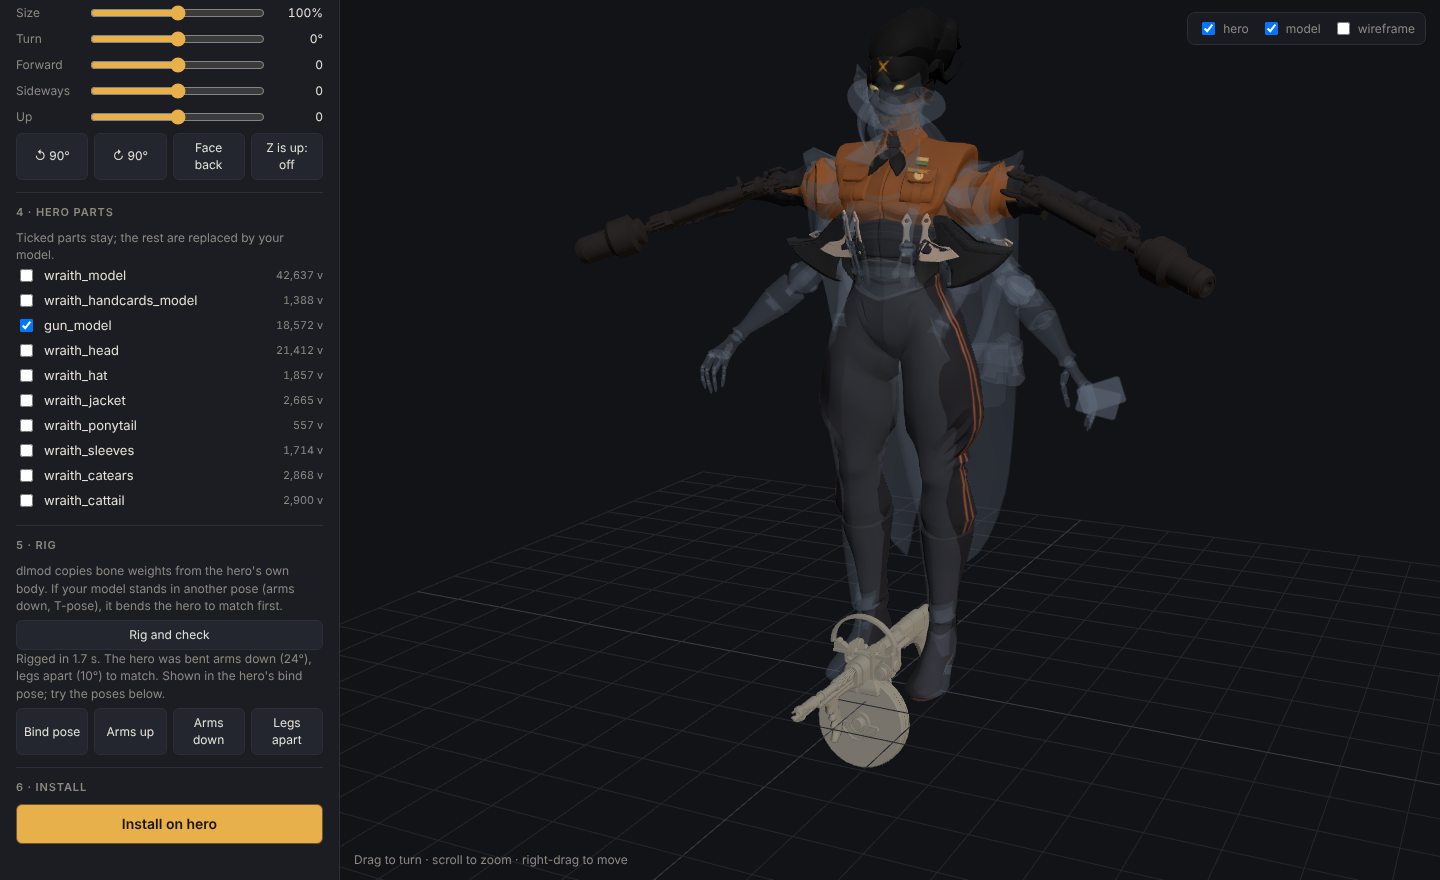 Size 100%
Turn 0°
Forward 0
Sideways 0
Up 0
↺ 90°
↻ 90°
Face
back
Z is up:
off
4 · HERO PARTS
Ticked parts stay; the rest are replaced by your
model.
wraith_model 42,637 v
wraith_handcards_model 1,388 v
gun_model 18,572 v
wraith_head 21,412 v
wraith_hat 1,857 v
wraith_jacket 2,665 v
wraith_ponytail 557 v
wraith_sleeves 1,714 v
wraith_catears 2,868 v
wraith_cattail 2,900 v
5 · RIG
dlmod copies bone weights from the hero's own
body. If your model stands in another pose (arms
down, T-pose), it bends the hero to match first.
Rig and check
Rigged in 1.7 s. The hero was bent arms down (24°),
legs apart (10°) to match. Shown in the hero's bind
pose; try the poses below.
Bind pose
Arms up
Arms
down
Legs
apart
6 · INSTALL
Install on hero
hero model wireframe
Drag to turn · scroll to zoom · right-drag to move